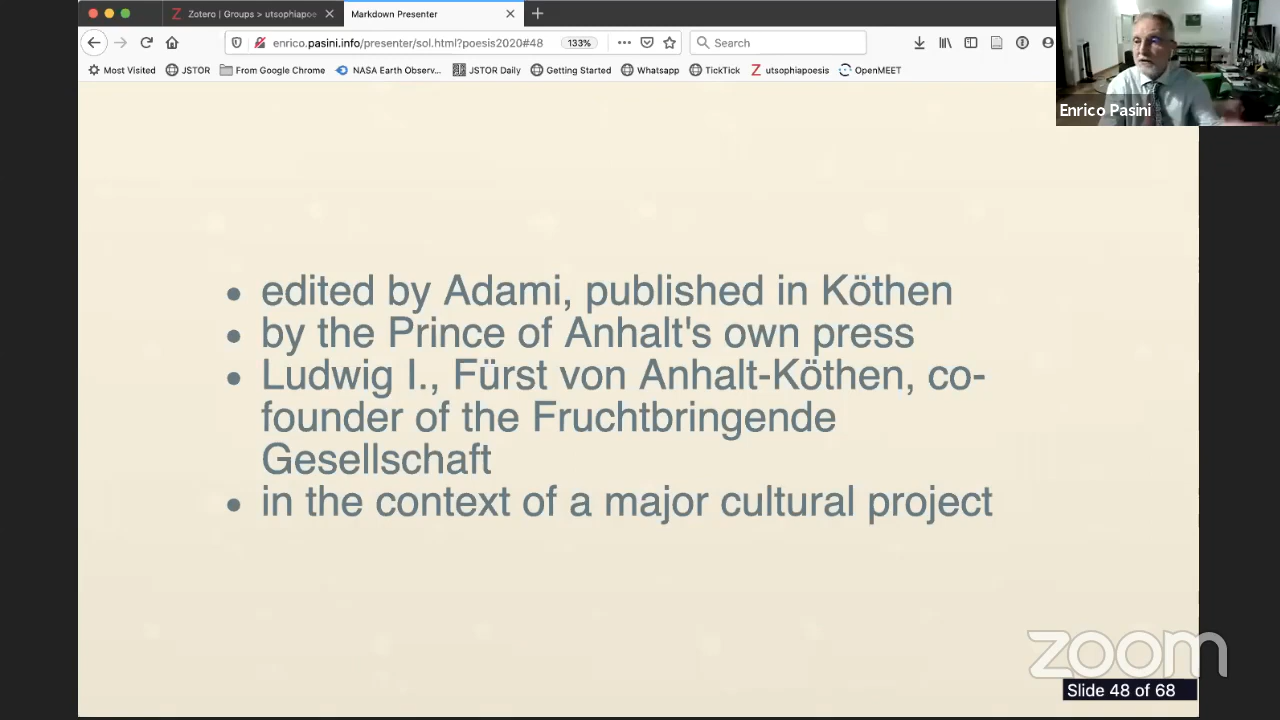 Zotero | Groups > utsophiapoe
Markdown Presenter
enrico.pasini.info/presenter/sol.html?poesis2020#48
133%
Search
Most Visited
JSTOR
From Google Chrome
NASA Earth Observ...
JSTOR Daily
Getting Started
Whatsapp
TickTick
utsophiapoesis
OpenMEET
Enrico Pasini
• edited by Adami, published in Köthen
• by the Prince of Anhalt's own press
• Ludwig I., Fürst von Anhalt-Köthen, co-
founder of the Fruchtbringende
Gesellschaft
• in the context of a major cultural project
zoom
Slide 48 of 68